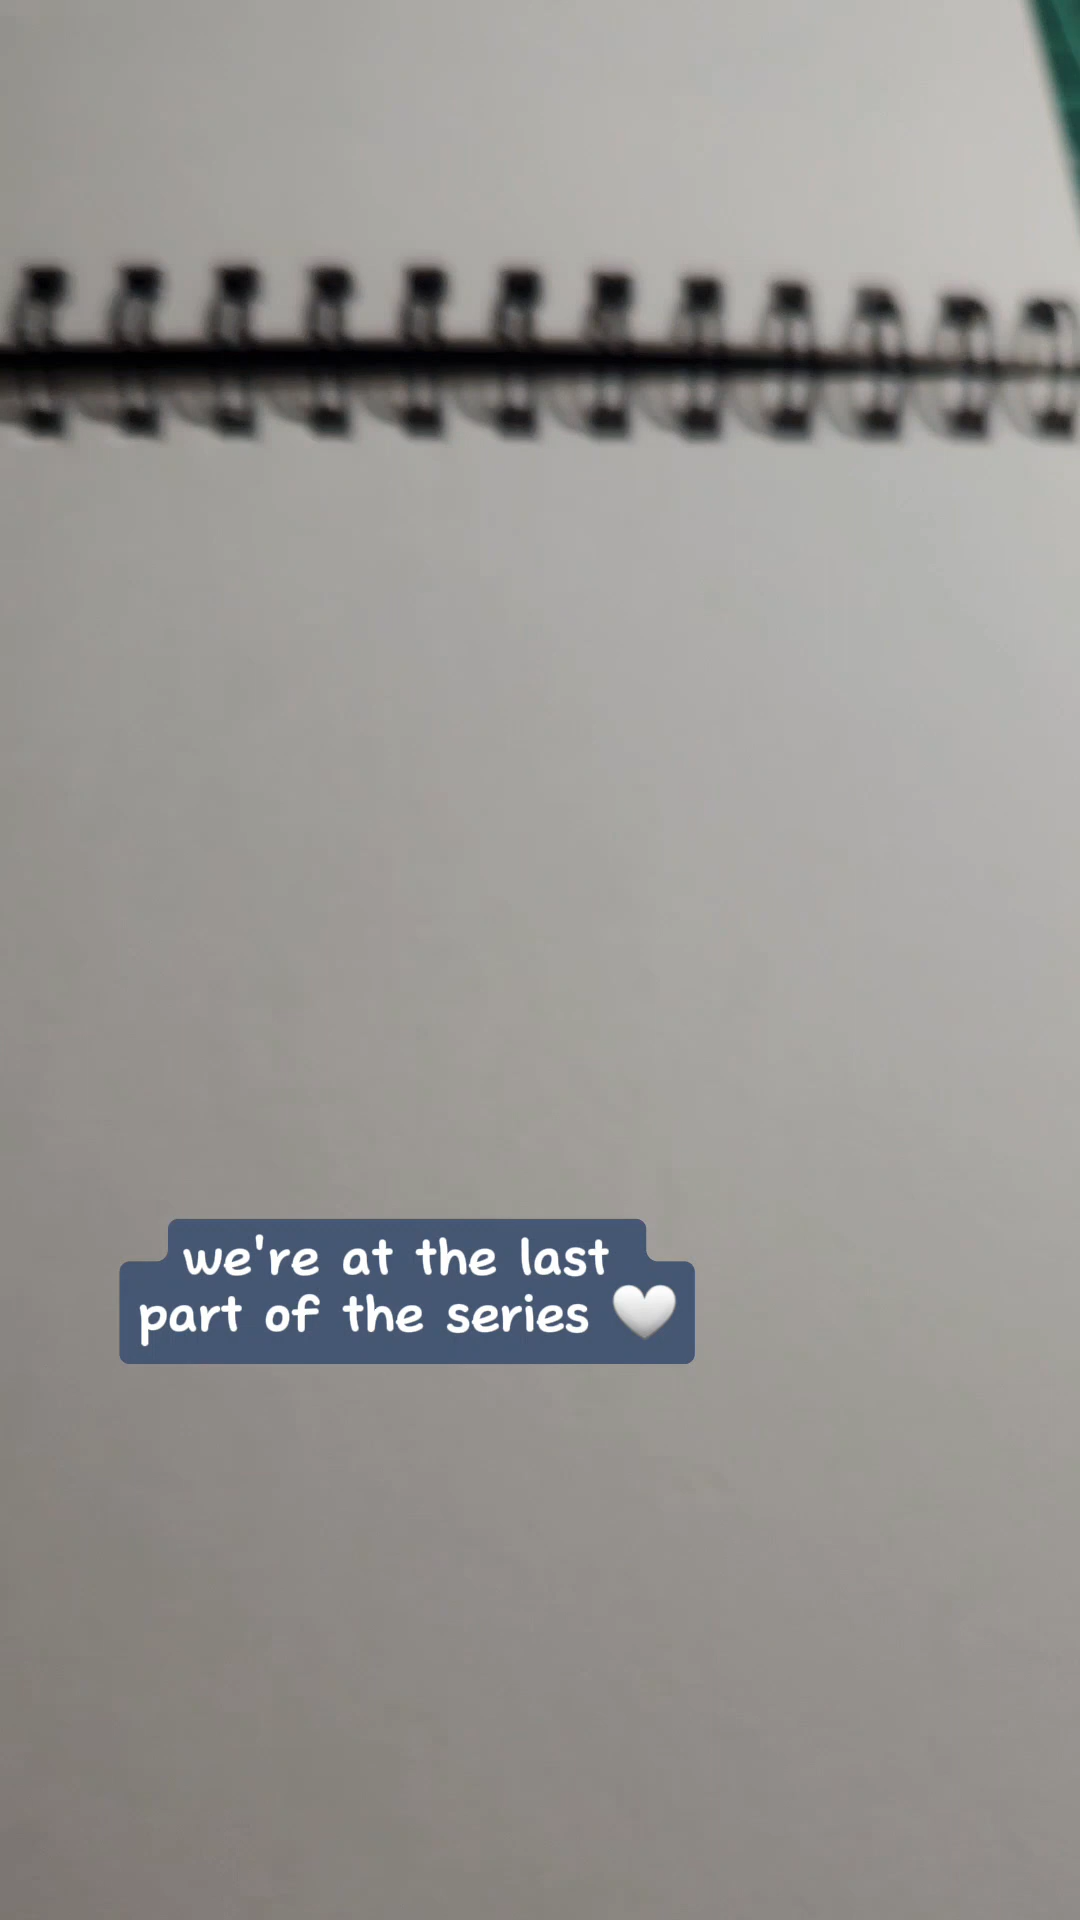 we're at the last
part of the series 🤍